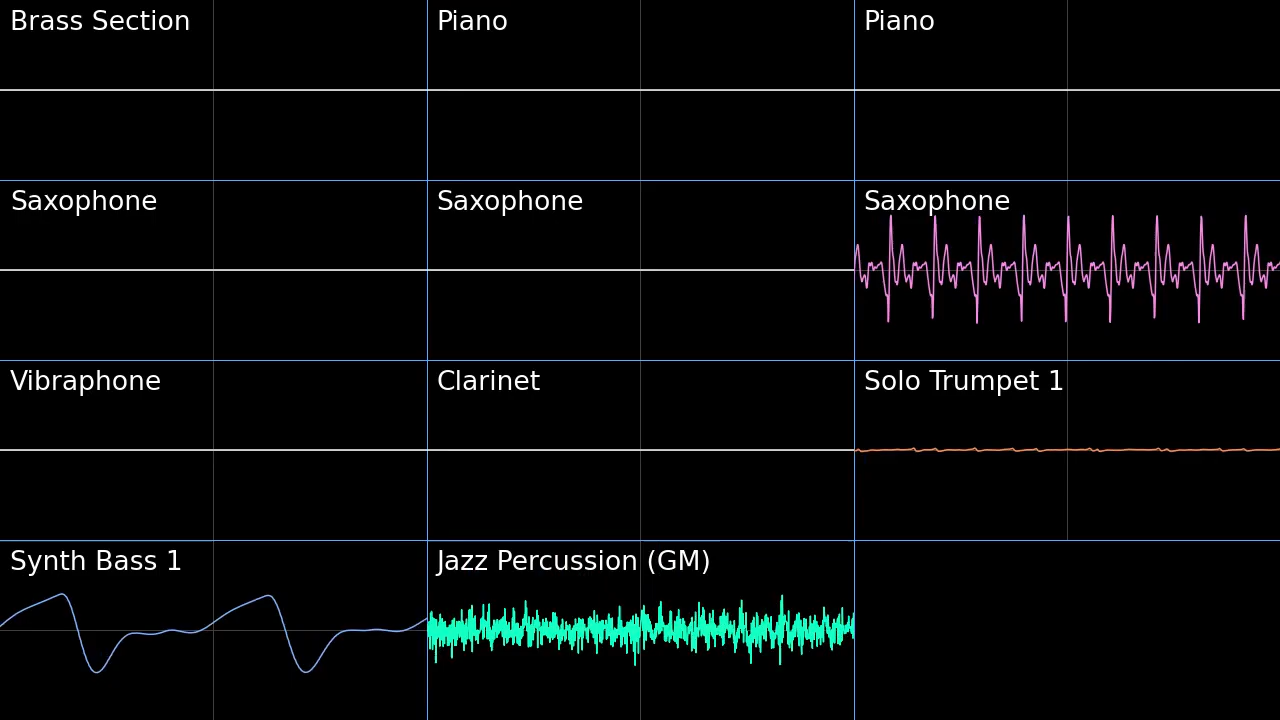 Brass Section
Piano
Piano
Saxophone
Saxophone
Saxophone
Vibraphone
Clarinet
Solo Trumpet 1
Synth Bass 1
Jazz Percussion (GM)